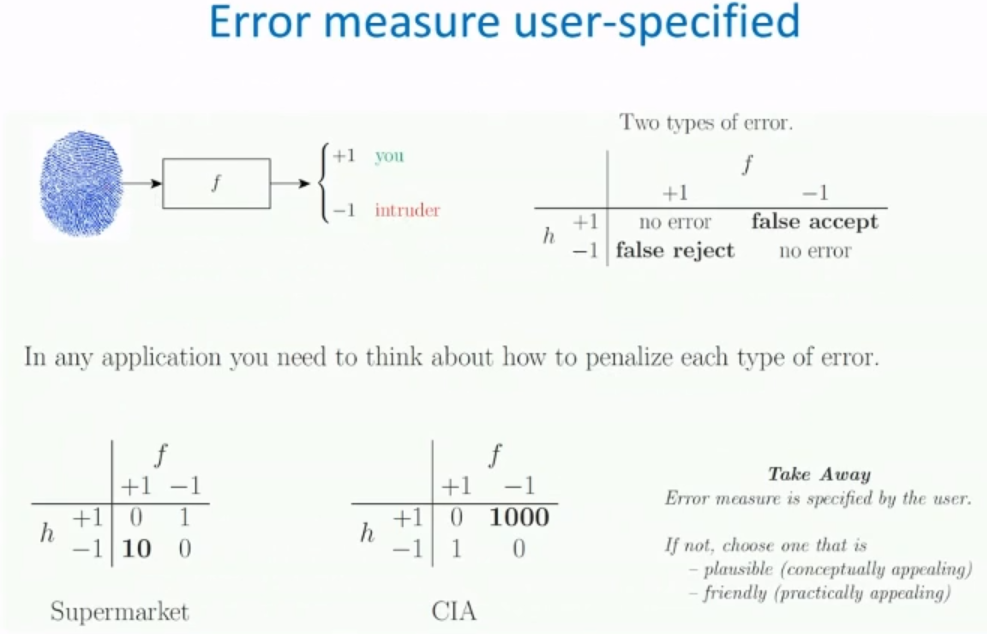 Error measure user-specified
Two types of error.
f
+1 you
−1 intruder
f
+1 −1
h
+1 no error false accept
−1 false reject no error
In any application you need to think about how to penalize each type of error.
f
+1 −1
h
+1 0 1
−1 10 0
Supermarket
f
+1 −1
h
+1 0 1000
−1 1 0
CIA
Take Away
Error measure is specified by the user.
If not, choose one that is
– plausible (conceptually appealing)
– friendly (practically appealing)